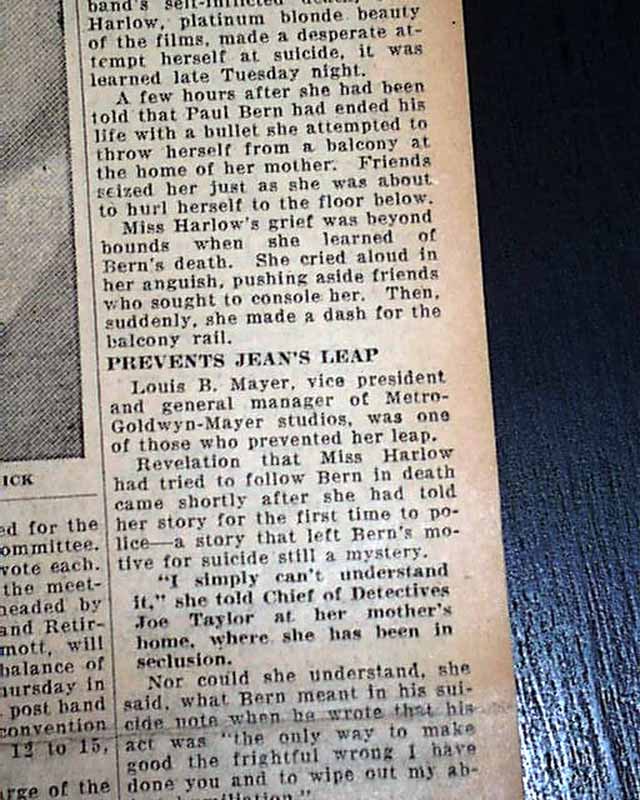 band's self-inflicted death,
Harlow, platinum blonde beauty
of the films, made a desperate at-
tempt herself at suicide, it was
learned late Tuesday night.
A few hours after she had been
told that Paul Bern had ended his
life with a bullet she attempted to
throw herself from a balcony at
the home of her mother. Friends
seized her just as she was about
to hurl herself to the floor below.
Miss Harlow's grief was beyond
bounds when she learned of
Bern's death. She cried aloud in
her anguish, pushing aside friends
who sought to console her. Then,
suddenly, she made a dash for the
balcony rail.
PREVENTS JEAN'S LEAP
Louis B. Mayer, vice president
and general manager of Metro-
Goldwyn-Mayer studios, was one
of those who prevented her leap.
Revelation that Miss Harlow
had tried to follow Bern in death
came shortly after she had told
her story for the first time to po-
lice—a story that left Bern's mo-
tive for suicide still a mystery.
"I simply can't understand
it," she told Chief of Detectives
Joe Taylor at her mother's
home, where she has been in
seclusion.
Nor could she understand, she
said, what Bern meant in his sui-
cide note when he wrote that his
act was "the only way to make
good the frightful wrong I have
done you and to wipe out my ab-
ICK
ed for the
ommittee.
vote each.
the meet-
headed by
and Retir-
mott, will
balance of
hursday in
post band
convention
12 to 15,
arge of the